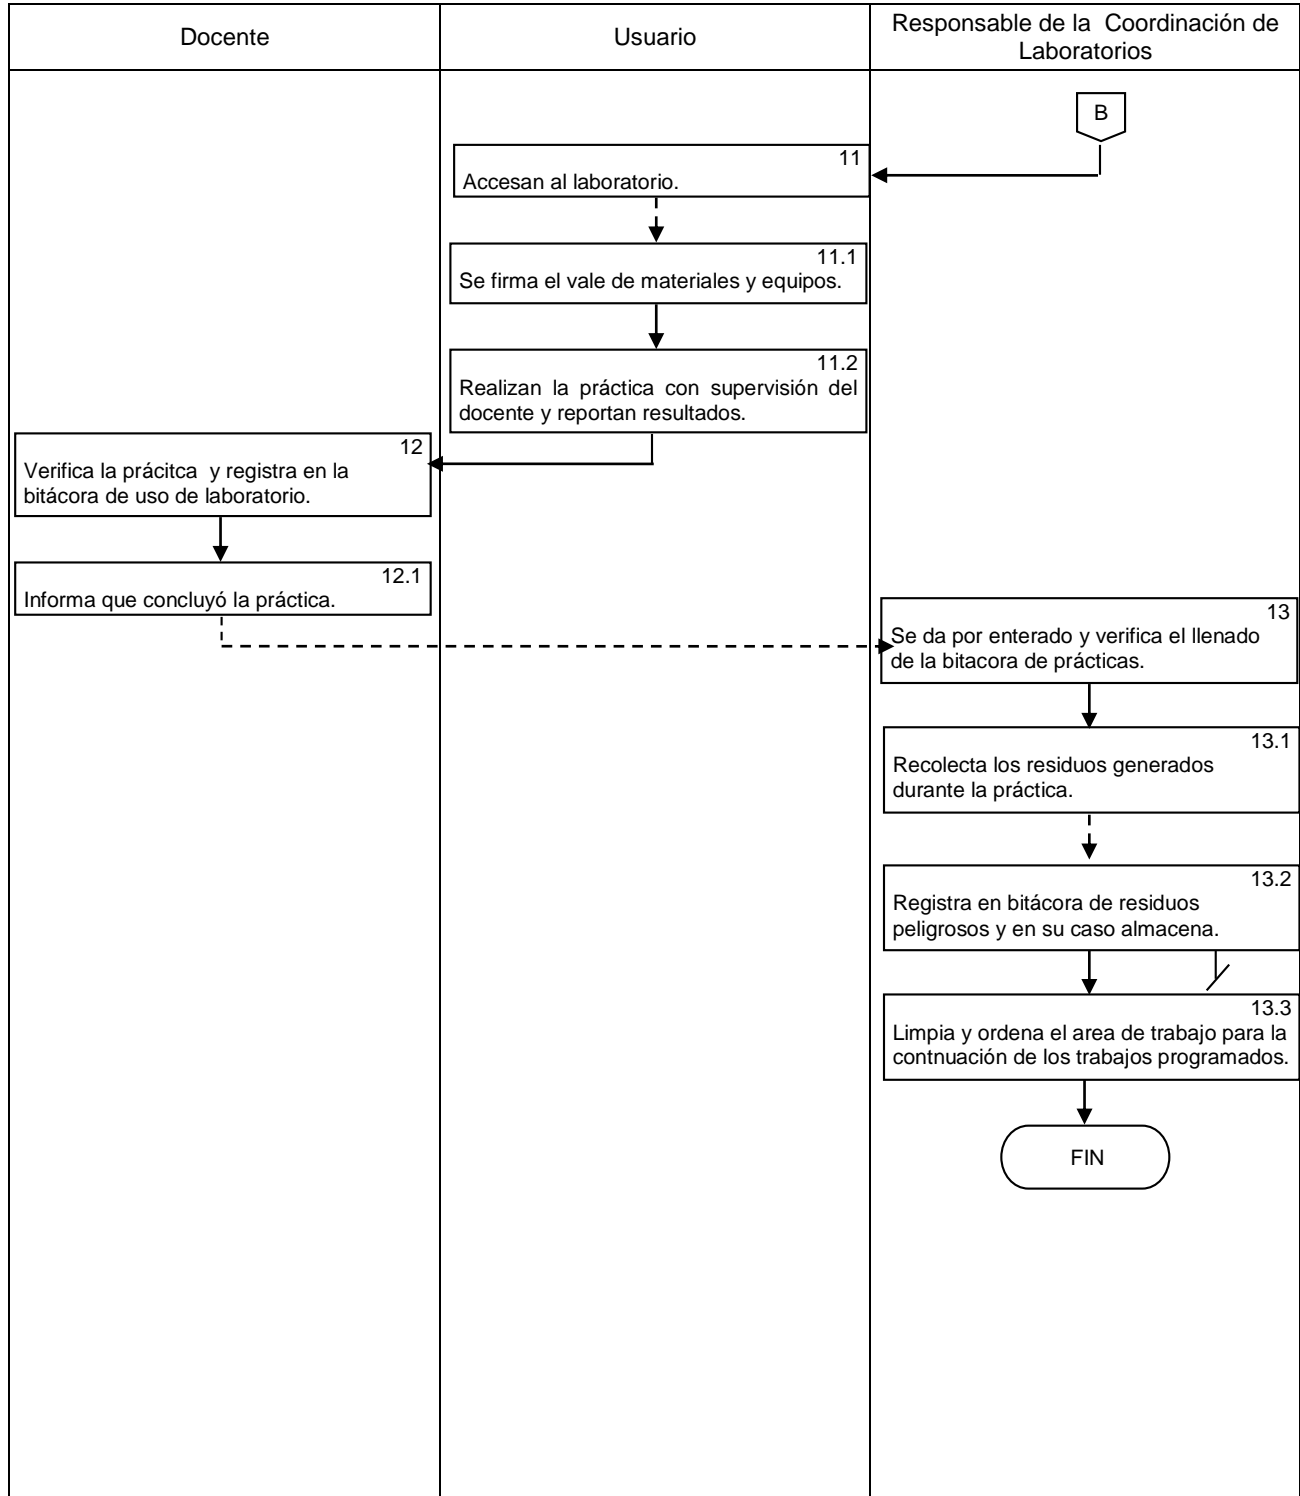 Docente
Usuario
Responsable de la Coordinación de
Laboratorios
B
11
Accesan al laboratorio.
11.1
Se firma el vale de materiales y equipos.
11.2
Realizan la práctica con supervisión del
docente y reportan resultados.
12
Verifica la prácitca y registra en la
bitácora de uso de laboratorio.
12.1
Informa que concluyó la práctica.
13
Se da por enterado y verifica el llenado
de la bitacora de prácticas.
13.1
Recolecta los residuos generados
durante la práctica.
13.2
Registra en bitácora de residuos
peligrosos y en su caso almacena.
13.3
Limpia y ordena el area de trabajo para la
contnuación de los trabajos programados.
FIN